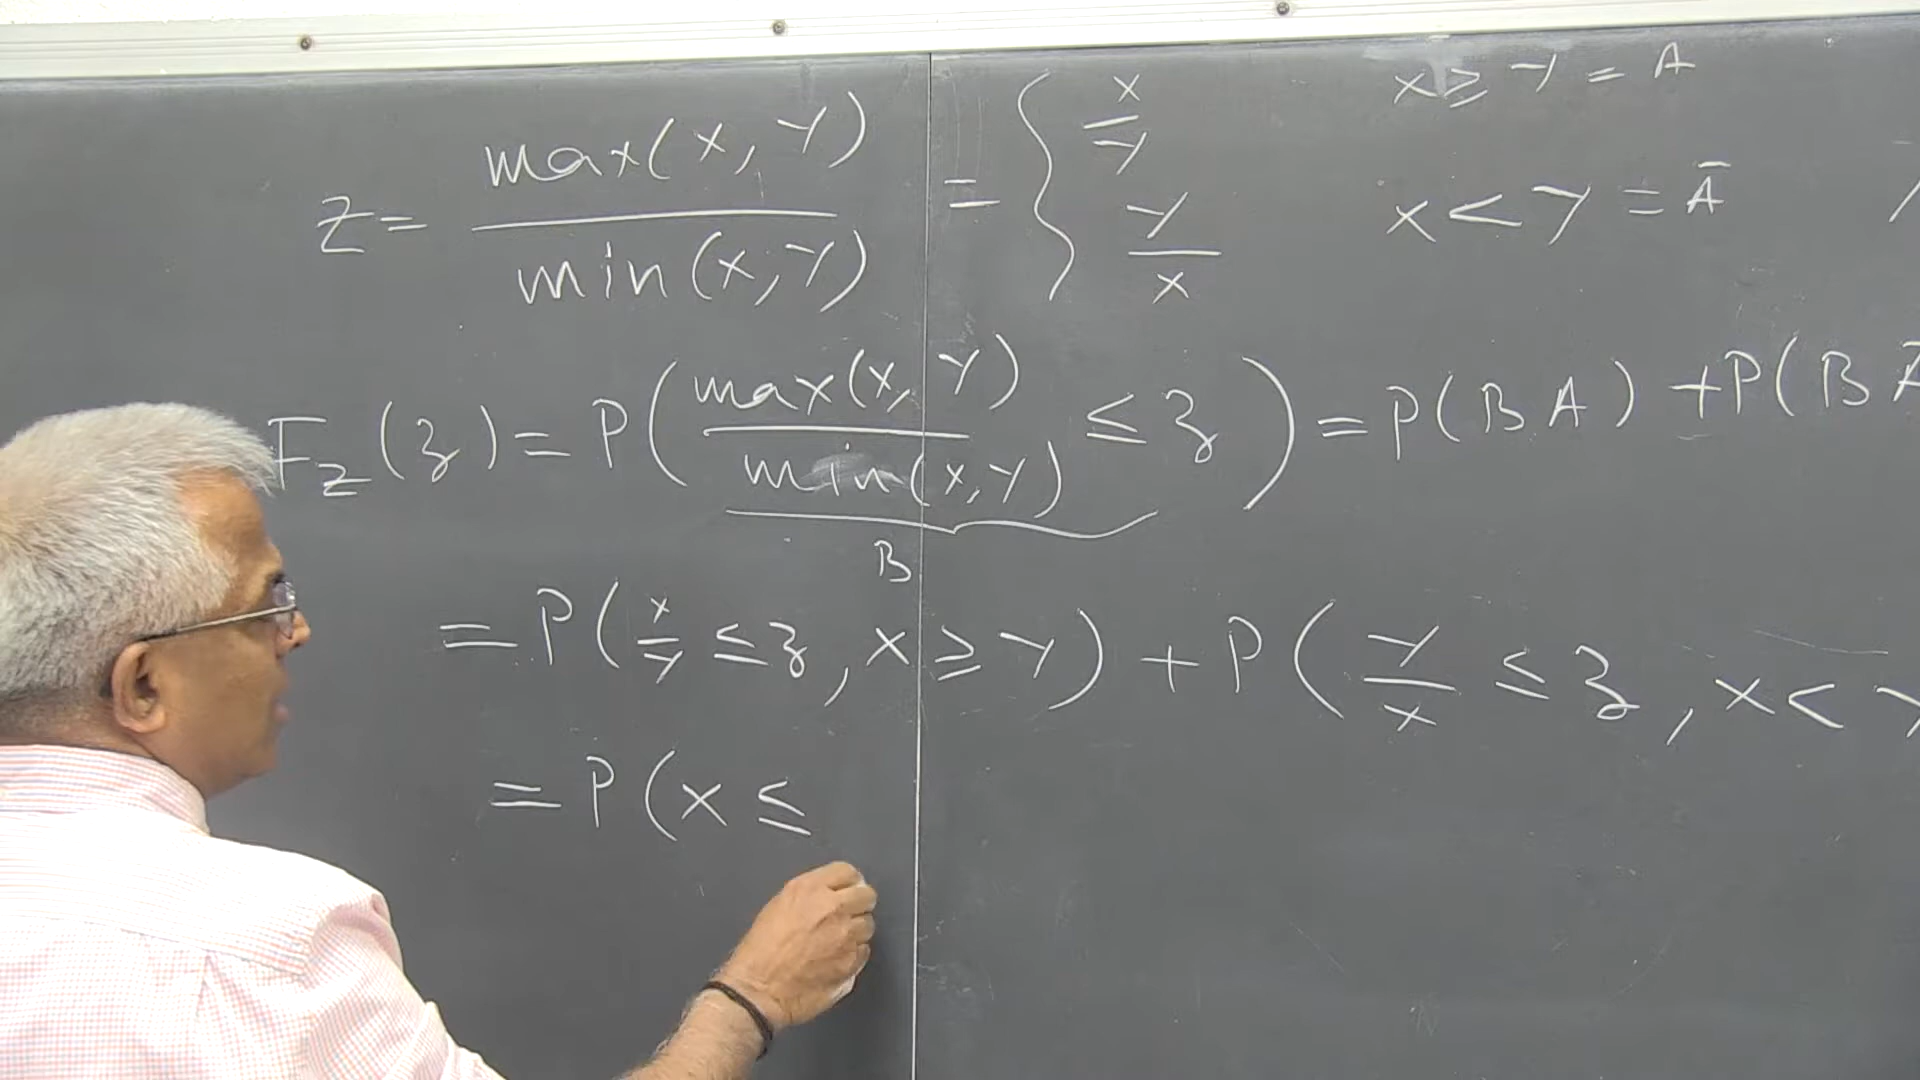 Z = max(X, Y) / min(X, Y) = { X/Y X ≥ Y = A
Y/X X < Y = Ā
F_Z(z) = P( max(X, Y) / min(X, Y) ≤ z ) = P(BA) + P(B
B
= P( X/Y ≤ z, X ≥ Y ) + P( Y/X ≤ z, X < Y
= P( X ≤